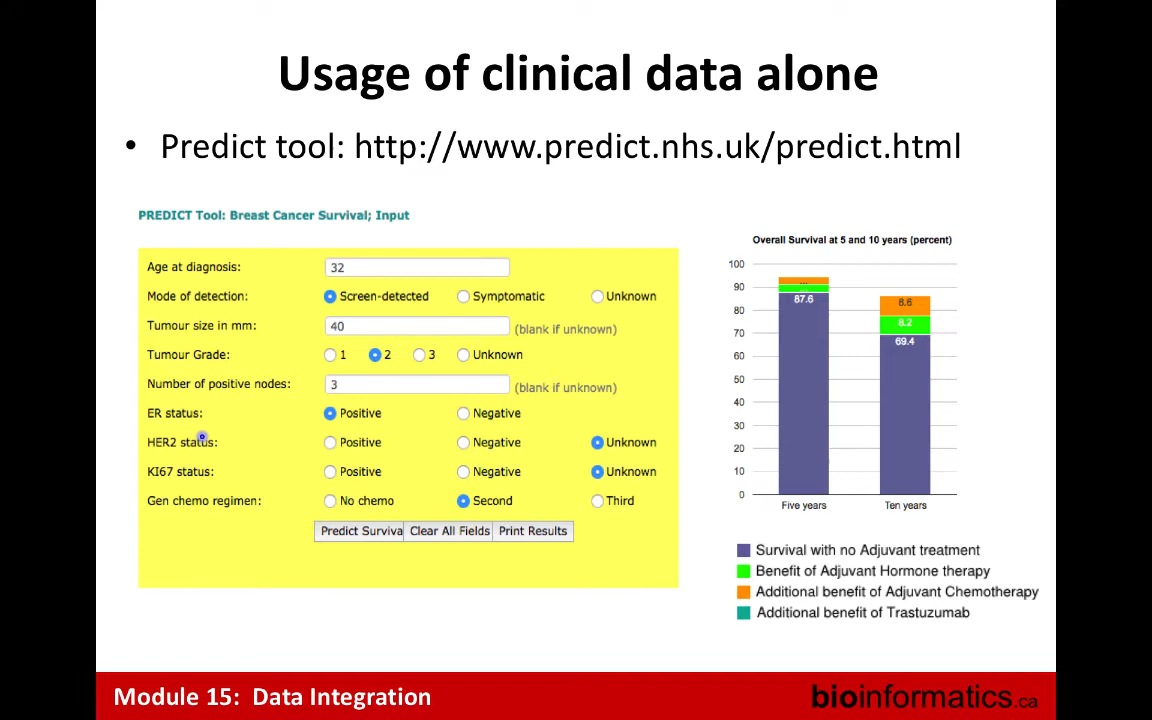 Usage of clinical data alone
• Predict tool: http://www.predict.nhs.uk/predict.html
PREDICT Tool: Breast Cancer Survival; Input
Age at diagnosis: 32
Mode of detection: Screen-detected Symptomatic Unknown
Tumour size in mm: 40 (blank if unknown)
Tumour Grade: 1 2 3 Unknown
Number of positive nodes: 3 (blank if unknown)
ER status: Positive Negative
HER2 status: Positive Negative Unknown
KI67 status: Positive Negative Unknown
Gen chemo regimen: No chemo Second Third
Predict Surviva Clear All Fields Print Results
Overall Survival at 5 and 10 years (percent)
100
90
80
70
60
50
40
30
20
10
0
...
87.6
8.6
8.2
69.4
Five years Ten years
Survival with no Adjuvant treatment
Benefit of Adjuvant Hormone therapy
Additional benefit of Adjuvant Chemotherapy
Additional benefit of Trastuzumab
Module 15: Data Integration
bioinformatics.ca